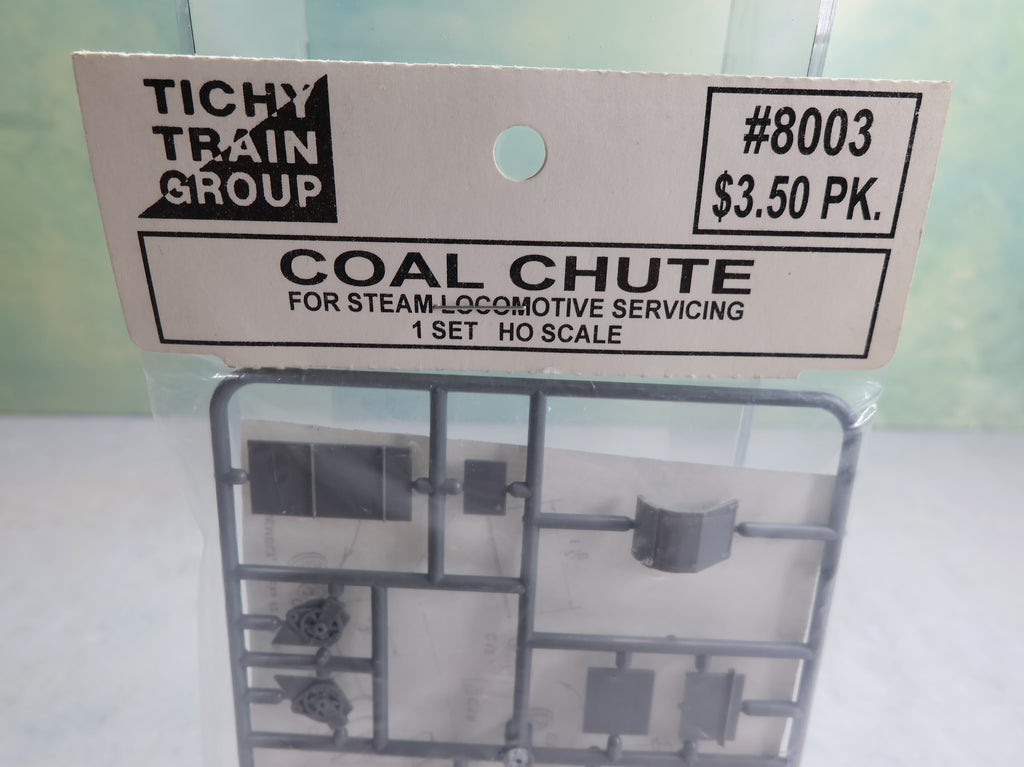 TICHY
TRAIN
GROUP
#8003
$3.50 PK.
COAL CHUTE
FOR STEAM LOCOMOTIVE SERVICING
1 SET HO SCALE